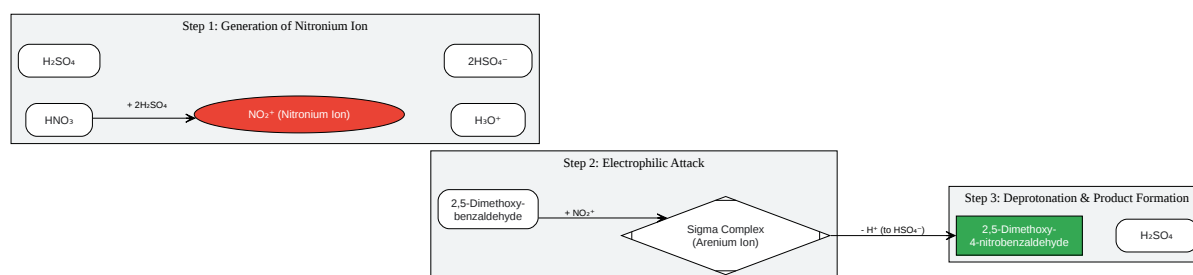 Step 1: Generation of Nitronium Ion
H₂SO₄
2HSO₄⁻
HNO₃
+ 2H₂SO₄
NO₂⁺ (Nitronium Ion)
H₃O⁺
Step 2: Electrophilic Attack
2,5-Dimethoxy-
benzaldehyde
+ NO₂⁺
Sigma Complex
(Arenium Ion)
- H⁺ (to HSO₄⁻)
Step 3: Deprotonation & Product Formation
2,5-Dimethoxy-
4-nitrobenzaldehyde
H₂SO₄